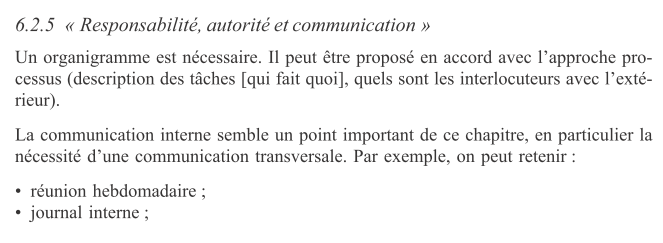 6.2.5 « Responsabilité, autorité et communication »
Un organigramme est nécessaire. Il peut être proposé en accord avec l’approche pro-
cessus (description des tâches [qui fait quoi], quels sont les interlocuteurs avec l’exté-
rieur).
La communication interne semble un point important de ce chapitre, en particulier la
nécessité d’une communication transversale. Par exemple, on peut retenir :
• réunion hebdomadaire ;
• journal interne ;